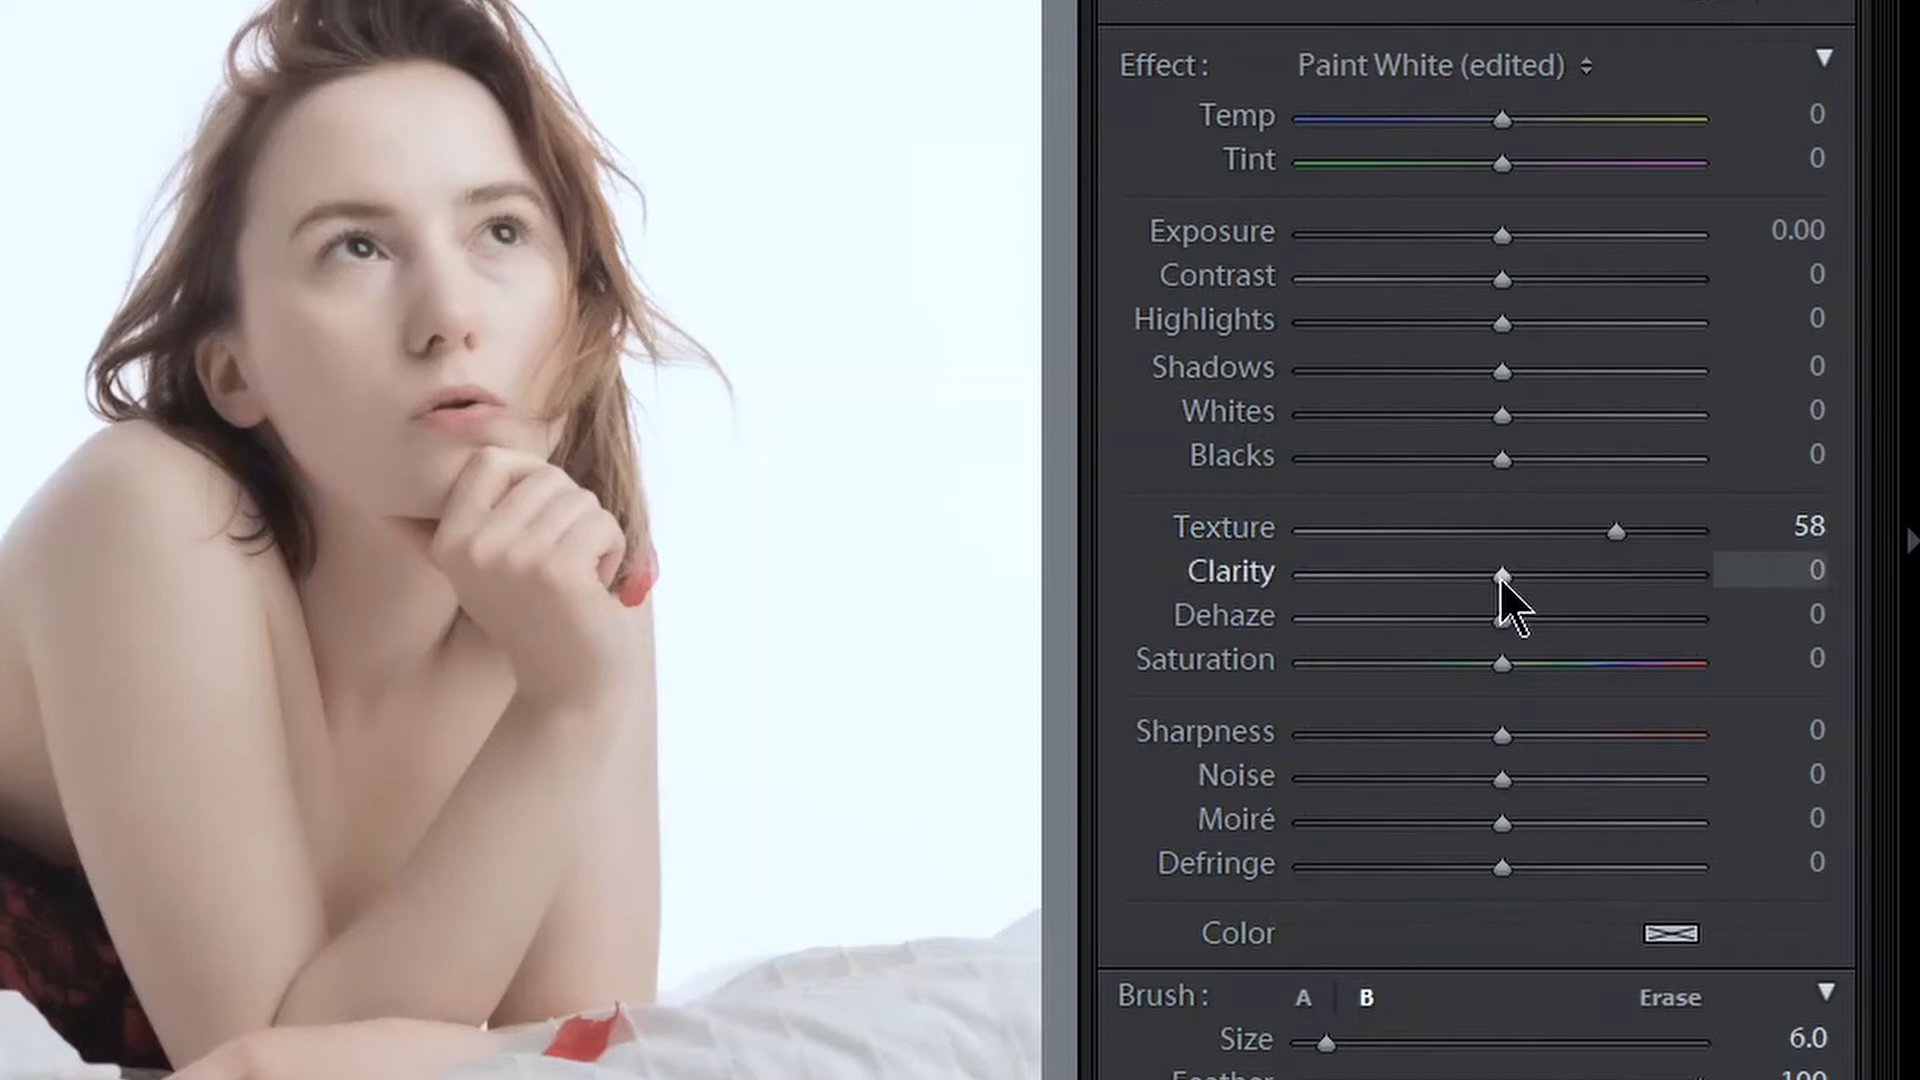 Effect : Paint White (edited)
Temp 0
Tint 0
Exposure 0.00
Contrast 0
Highlights 0
Shadows 0
Whites 0
Blacks 0
Texture 58
Clarity 0
Dehaze 0
Saturation 0
Sharpness 0
Noise 0
Moiré 0
Defringe 0
Color
Brush : A B Erase
Size 6.0
Feather 100